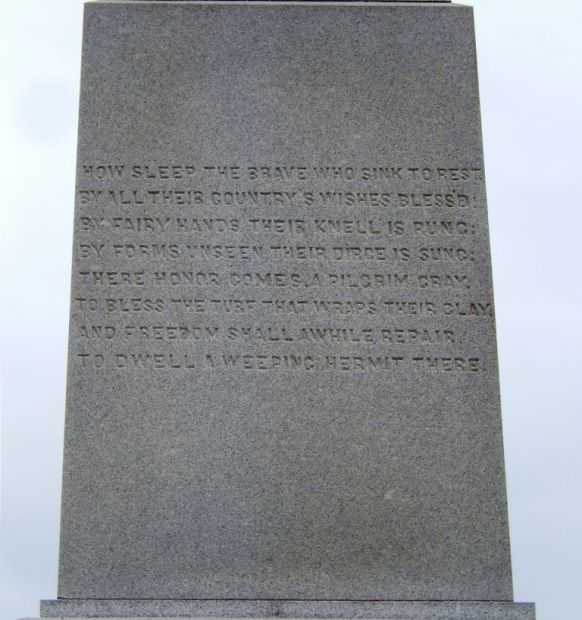 HOW SLEEP THE BRAVE WHO SINK TO REST,
BY ALL THEIR COUNTRY'S WISHES BLESS'D!
BY FAIRY HANDS THEIR KNELL IS RUNG;
BY FORMS UNSEEN THEIR DIRGE IS SUNG;
THERE HONOR COMES, A PILGRIM GRAY,
TO BLESS THE TURF THAT WRAPS THEIR CLAY,
AND FREEDOM SHALL AWHILE REPAIR,
TO DWELL A WEEPING HERMIT THERE.